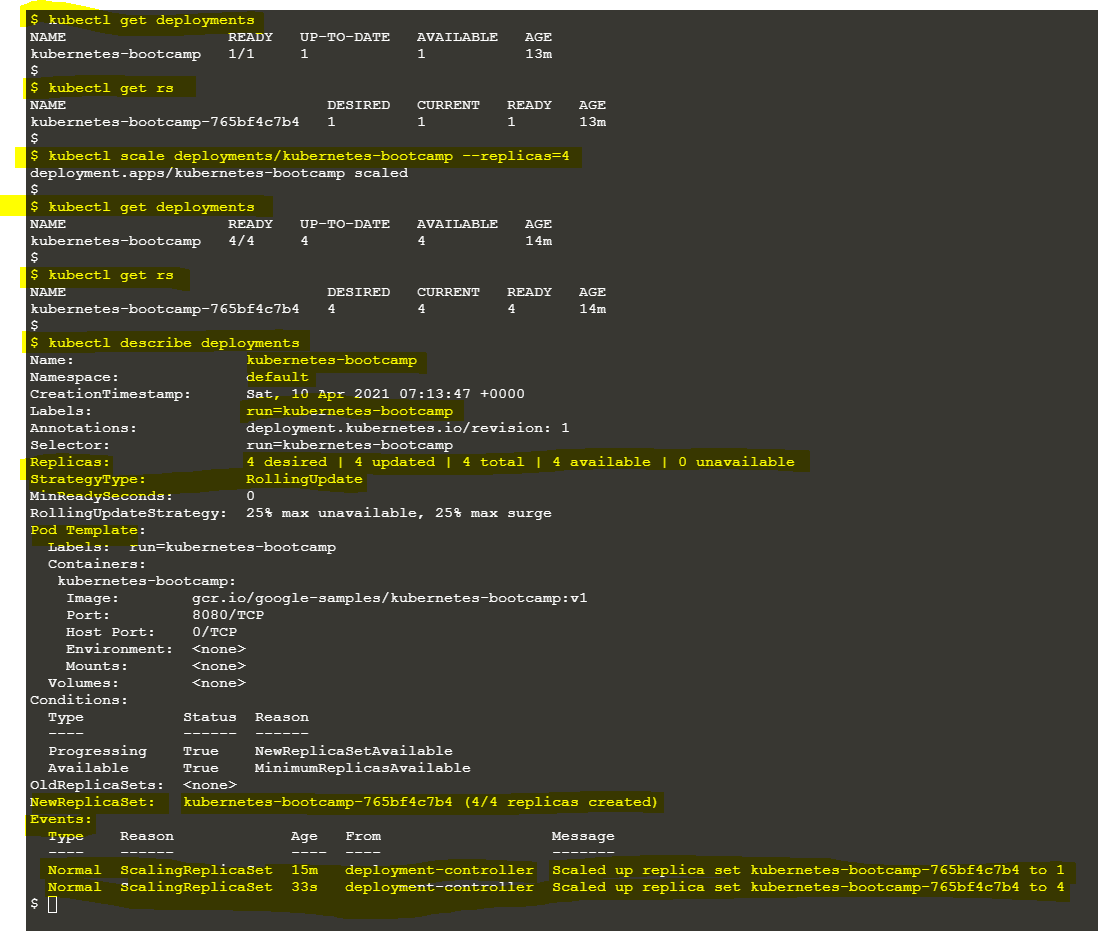 $ kubectl get deployments
NAME                  READY   UP-TO-DATE   AVAILABLE   AGE
kubernetes-bootcamp   1/1     1            1           13m
$
$ kubectl get rs
NAME                             DESIRED   CURRENT   READY   AGE
kubernetes-bootcamp-765bf4c7b4   1         1         1       13m
$
$ kubectl scale deployments/kubernetes-bootcamp --replicas=4
deployment.apps/kubernetes-bootcamp scaled
$
$ kubectl get deployments
NAME                  READY   UP-TO-DATE   AVAILABLE   AGE
kubernetes-bootcamp   4/4     4            4           14m
$
$ kubectl get rs
NAME                             DESIRED   CURRENT   READY   AGE
kubernetes-bootcamp-765bf4c7b4   4         4         4       14m
$
$ kubectl describe deployments
Name:                   kubernetes-bootcamp
Namespace:              default
CreationTimestamp:      Sat, 10 Apr 2021 07:13:47 +0000
Labels:                 run=kubernetes-bootcamp
Annotations:            deployment.kubernetes.io/revision: 1
Selector:               run=kubernetes-bootcamp
Replicas:               4 desired | 4 updated | 4 total | 4 available | 0 unavailable
StrategyType:           RollingUpdate
MinReadySeconds:        0
RollingUpdateStrategy:  25% max unavailable, 25% max surge
Pod Template:
  Labels:  run=kubernetes-bootcamp
  Containers:
   kubernetes-bootcamp:
    Image:        gcr.io/google-samples/kubernetes-bootcamp:v1
    Port:         8080/TCP
    Host Port:    0/TCP
    Environment:  <none>
    Mounts:       <none>
  Volumes:        <none>
Conditions:
  Type           Status  Reason
  ----           ------  ------
  Progressing    True    NewReplicaSetAvailable
  Available      True    MinimumReplicasAvailable
OldReplicaSets:  <none>
NewReplicaSet:   kubernetes-bootcamp-765bf4c7b4 (4/4 replicas created)
Events:
  Type    Reason             Age   From                   Message
  ----    ------             ----  ----                   -------
  Normal  ScalingReplicaSet  15m   deployment-controller  Scaled up replica set kubernetes-bootcamp-765bf4c7b4 to 1
  Normal  ScalingReplicaSet  33s   deployment-controller  Scaled up replica set kubernetes-bootcamp-765bf4c7b4 to 4
$